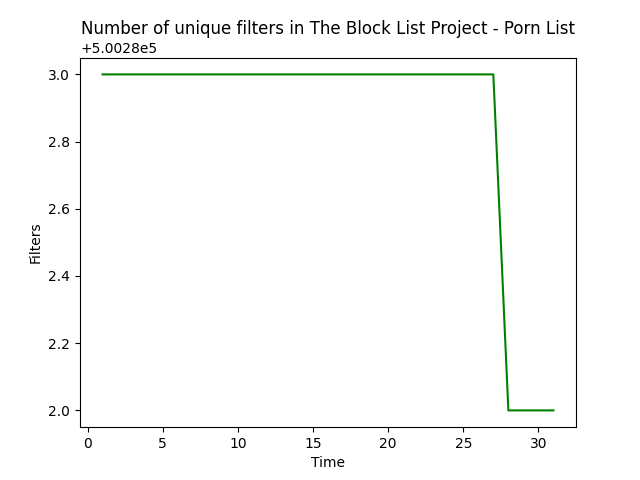 Number of unique filters in The Block List Project - Porn List
+5.0028e5
3.0
2.8
2.6
2.4
2.2
2.0
Filters
0 5 10 15 20 25 30
Time